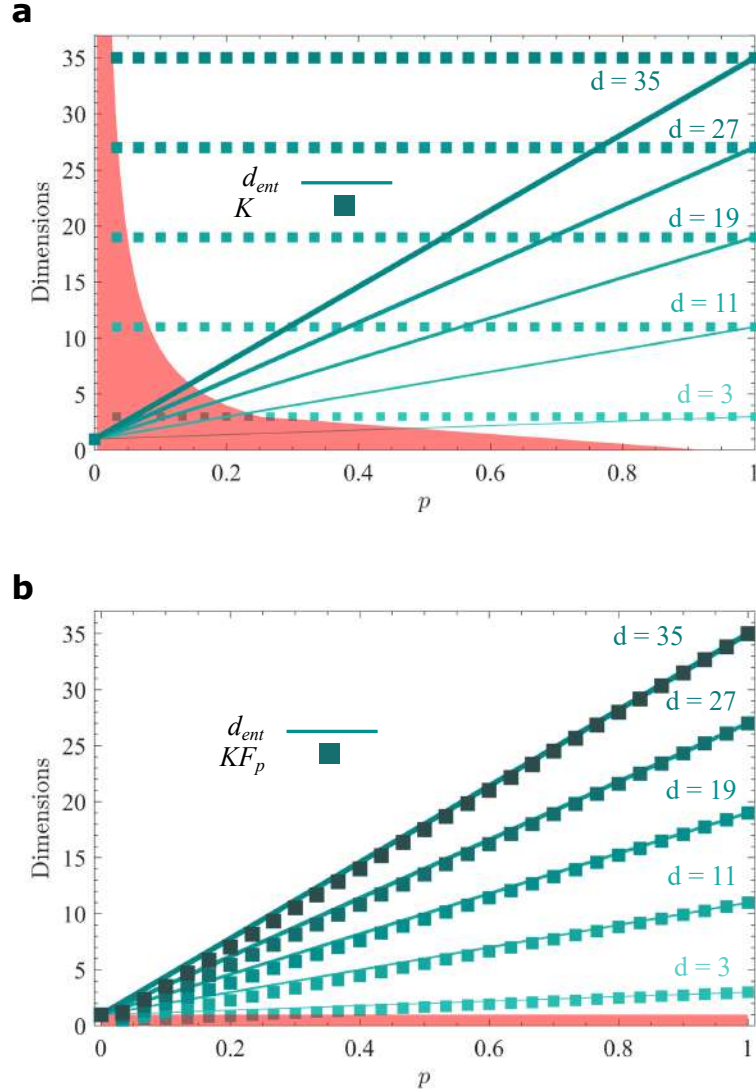 a
35
30
25
20
15
10
5
0
Dimensions
d = 35
d = 27
d = 19
d = 11
d = 3
d_ent
K
0 0.2 0.4 0.6 0.8 1
p
b
35
30
25
20
15
10
5
0
Dimensions
d = 35
d = 27
d = 19
d = 11
d = 3
d_ent
KF_p
0 0.2 0.4 0.6 0.8 1
p